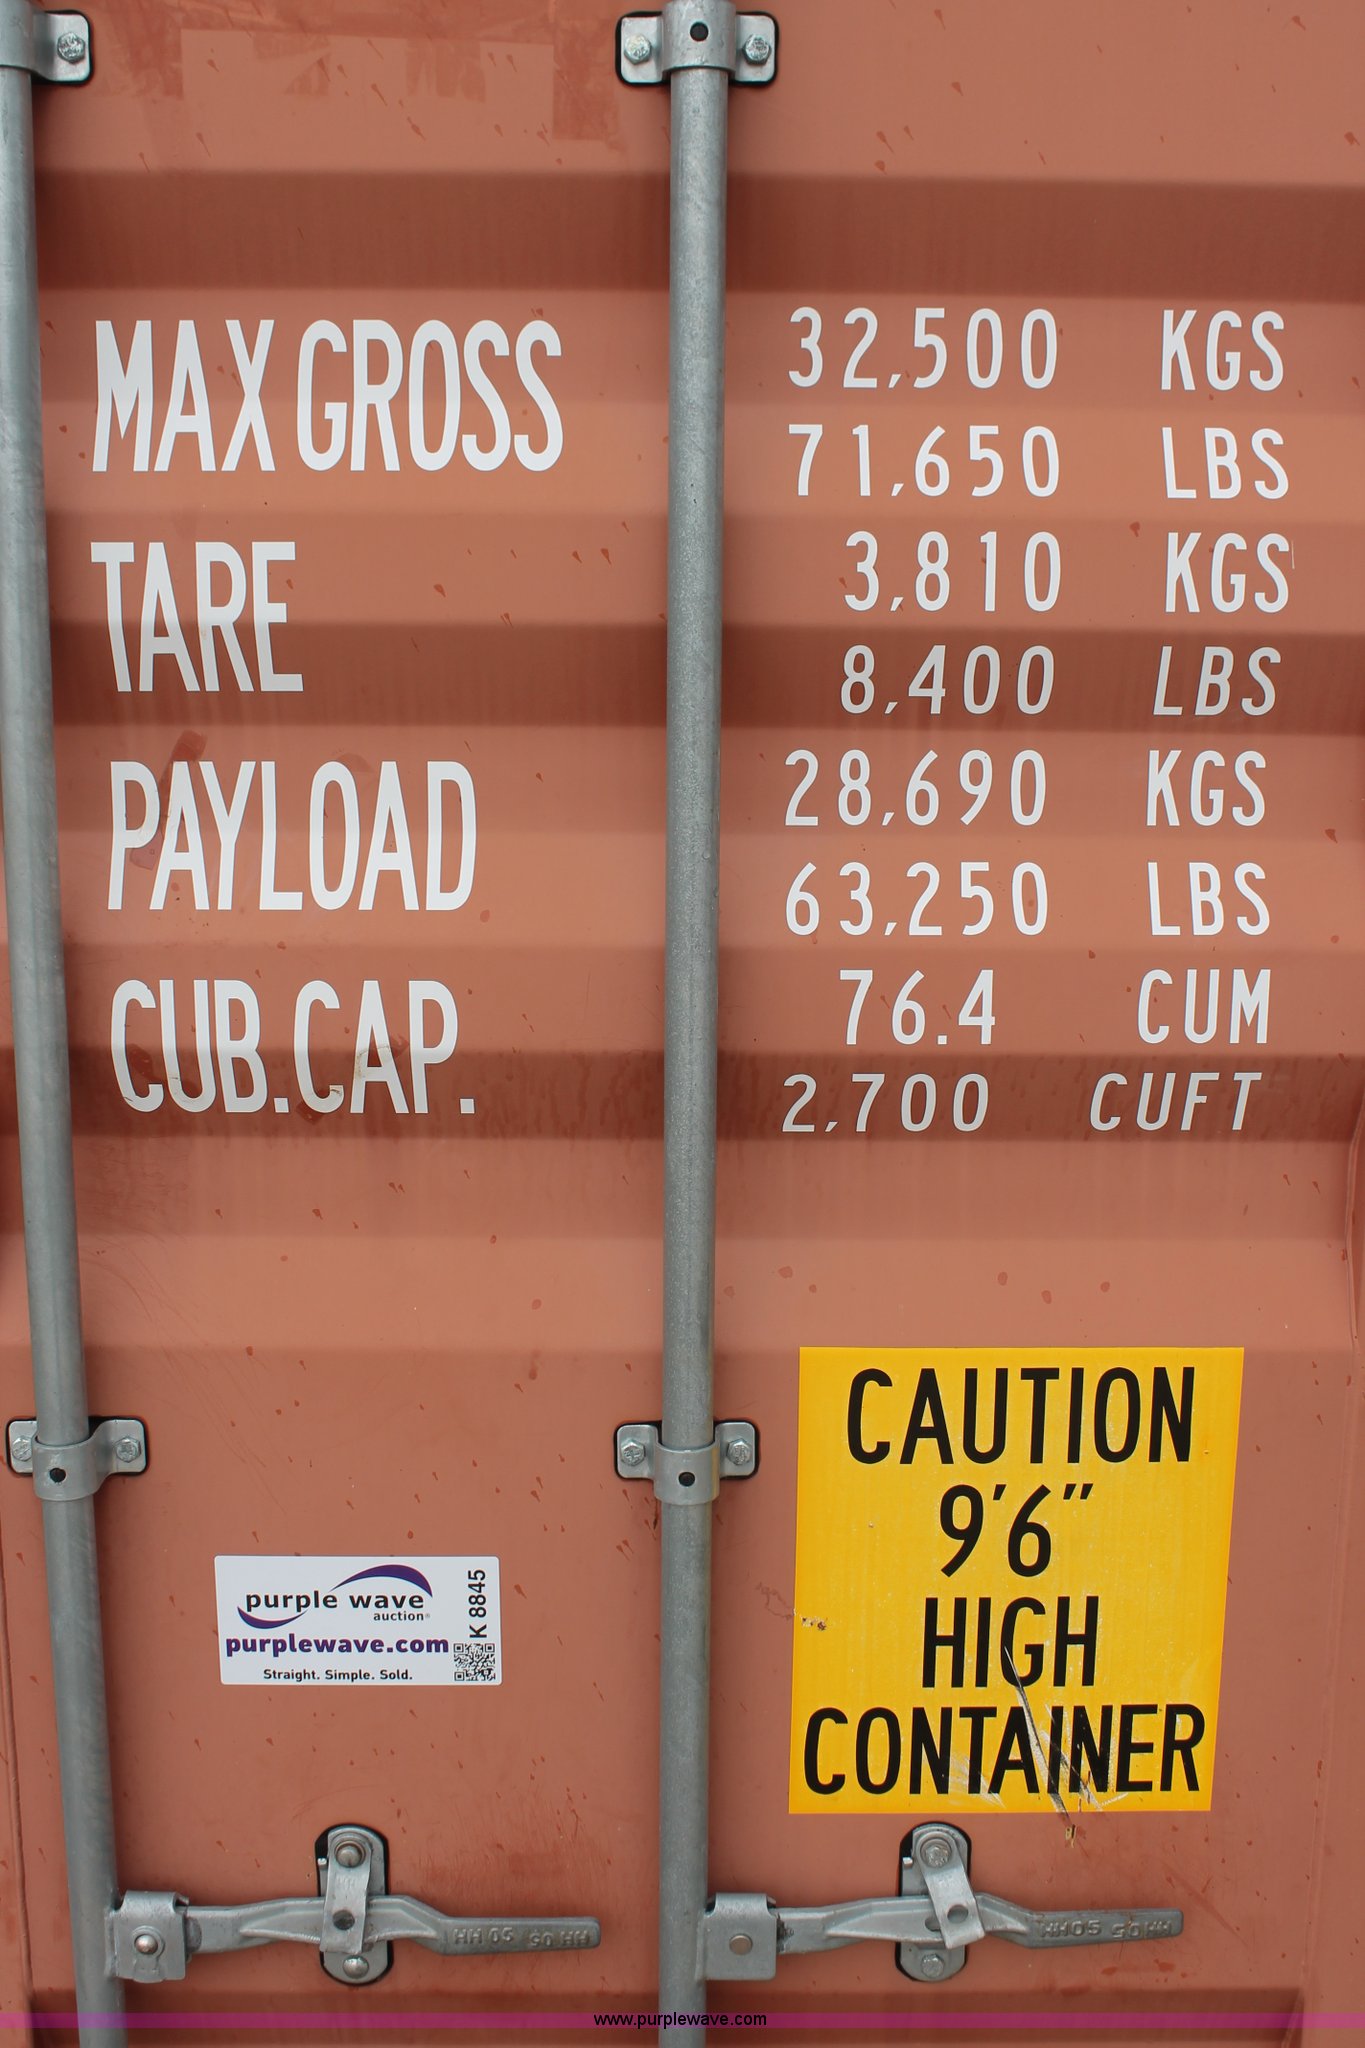 MAX GROSS 32,500 KGS
71,650 LBS
TARE 3,810 KGS
8,400 LBS
PAYLOAD 28,690 KGS
63,250 LBS
CUB.CAP. 76.4 CUM
2,700 CUFT
CAUTION
9'6"
HIGH
CONTAINER
purple wave
auction®
purplewave.com
Straight. Simple. Sold.
K 8845
www.purplewave.com